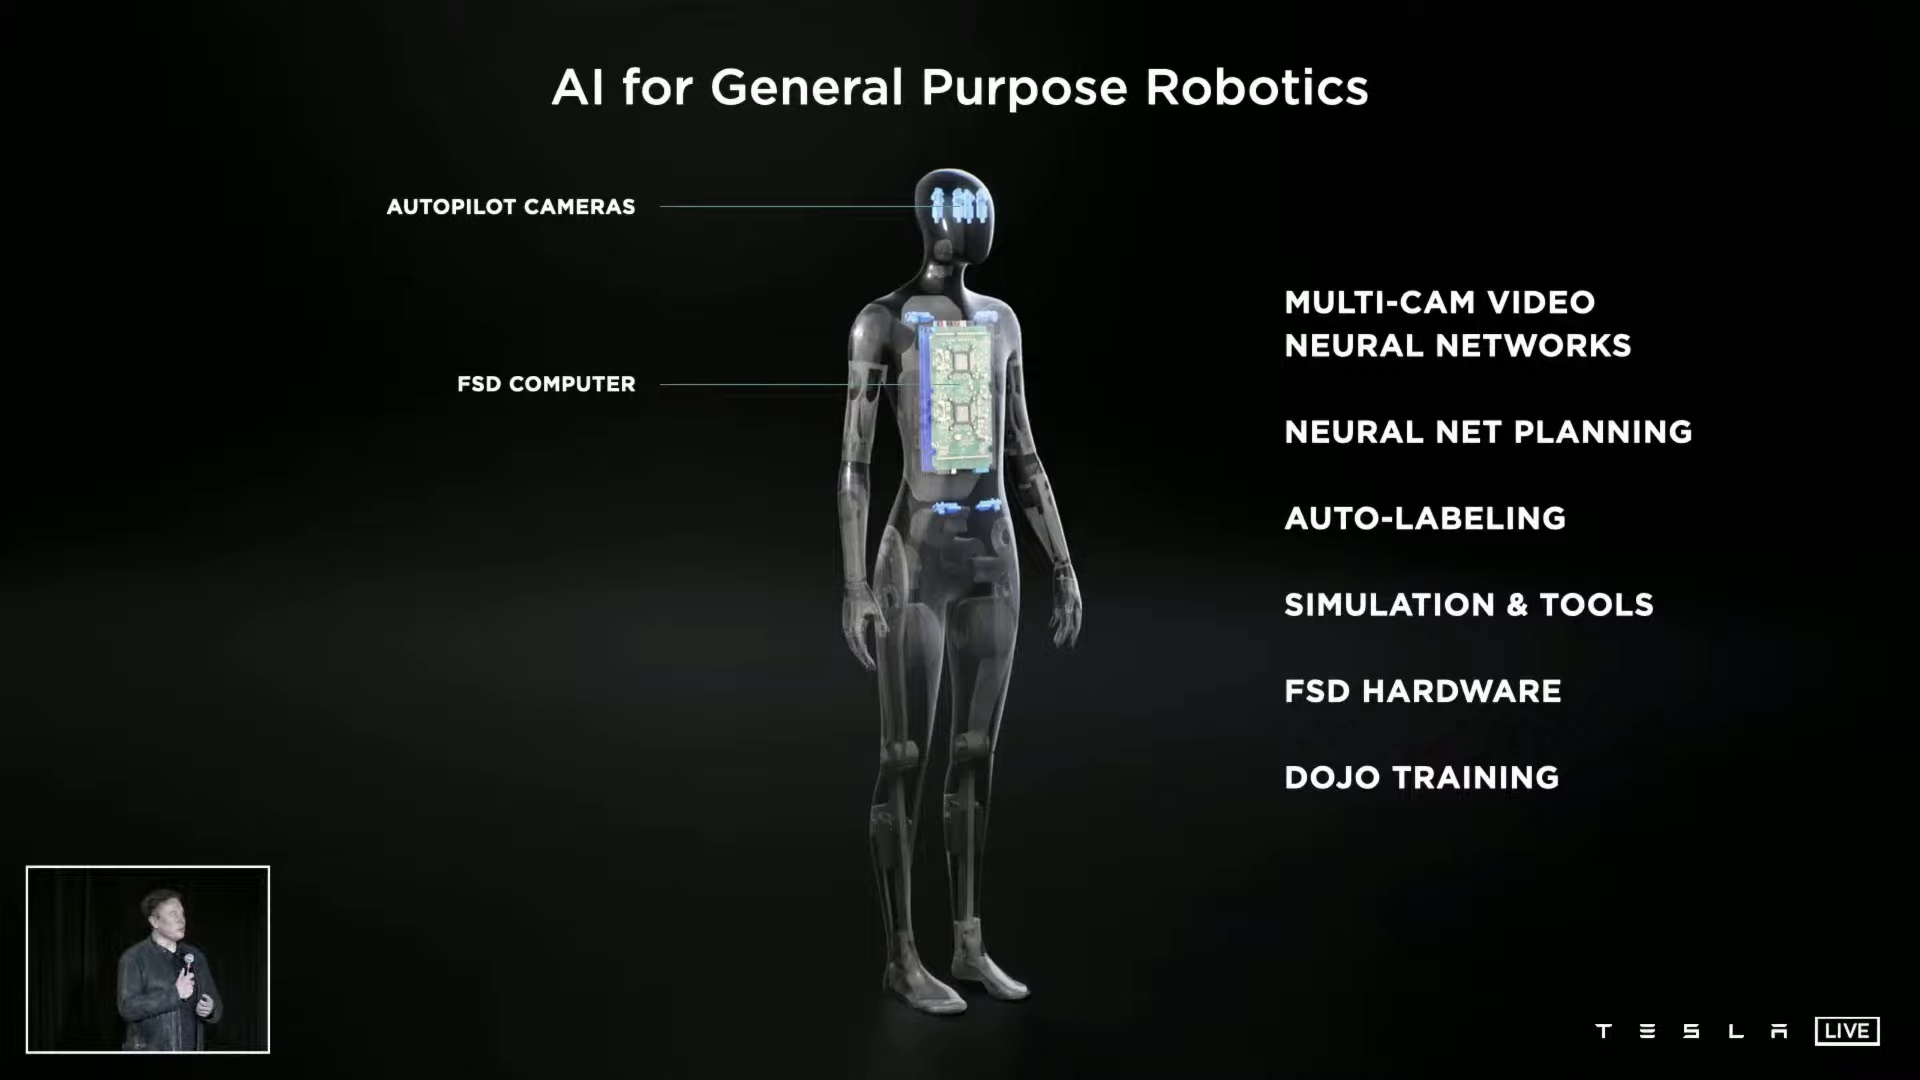 AI for General Purpose Robotics
AUTOPILOT CAMERAS
FSD COMPUTER
MULTI-CAM VIDEO
NEURAL NETWORKS
NEURAL NET PLANNING
AUTO-LABELING
SIMULATION & TOOLS
FSD HARDWARE
DOJO TRAINING
TESLA LIVE